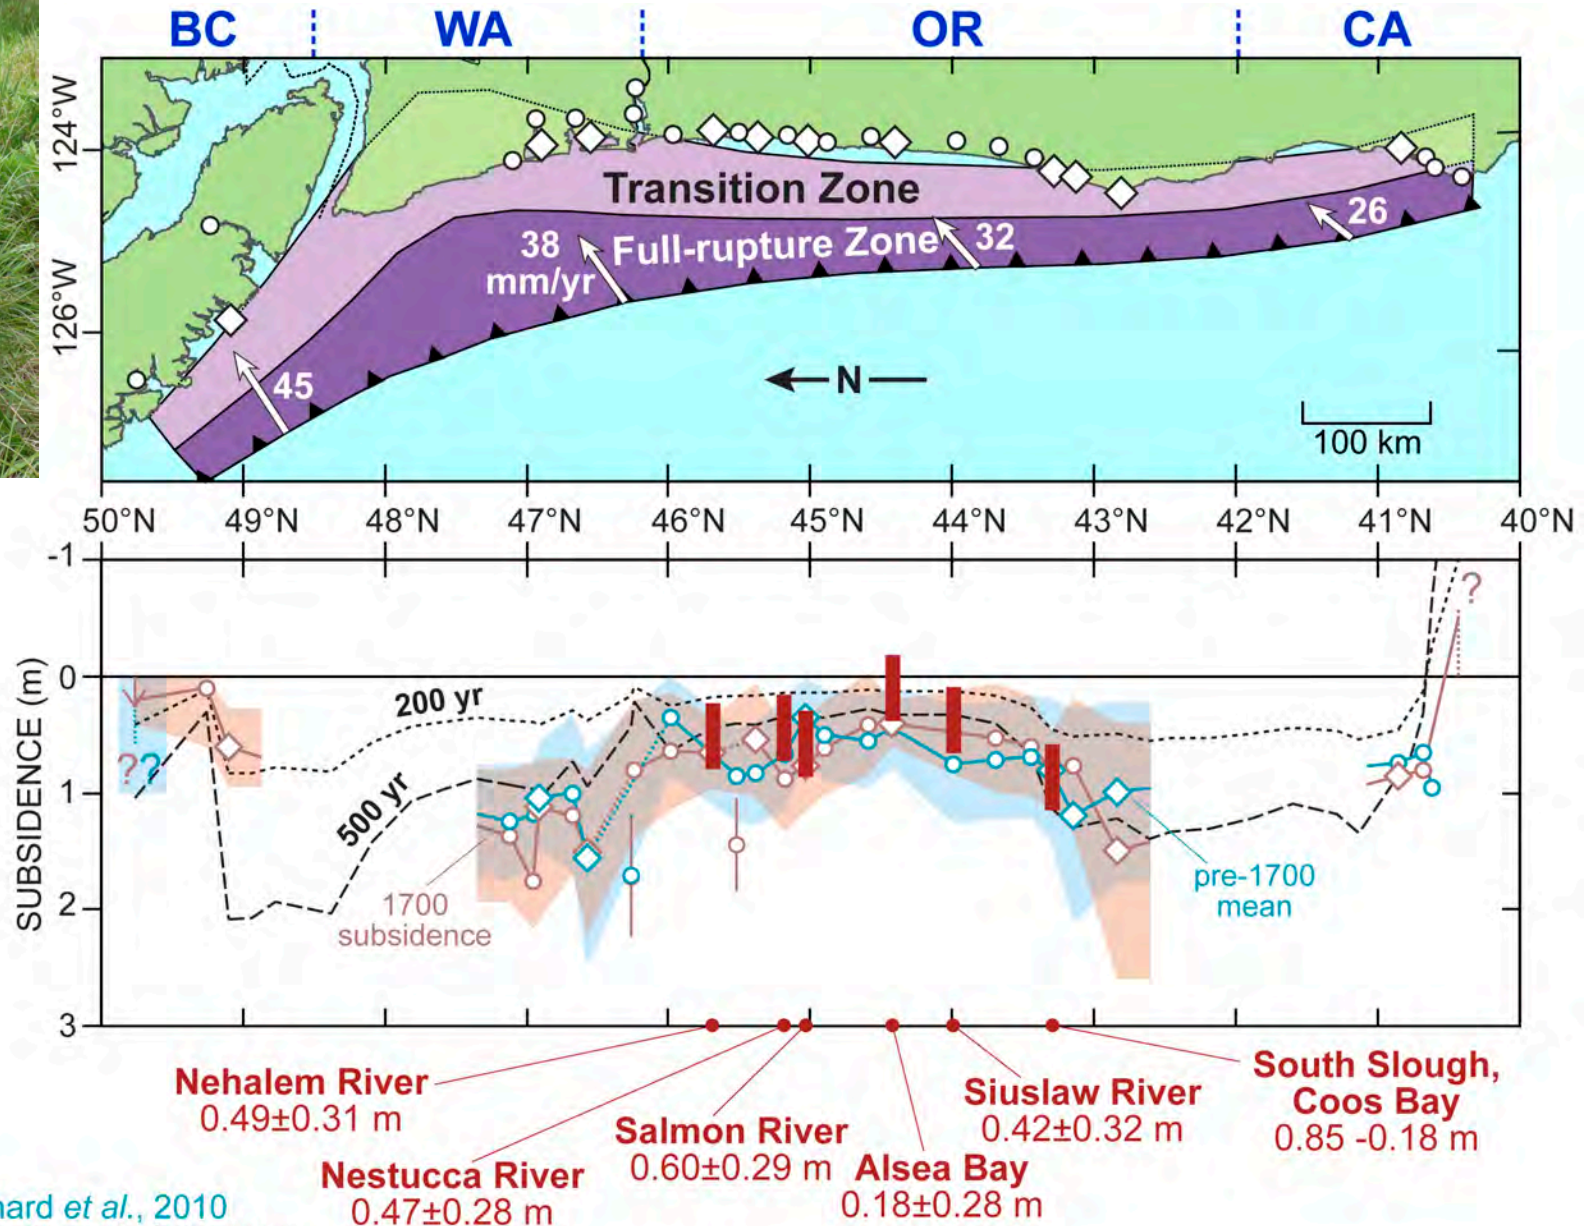 BC WA OR CA
124°W
126°W
Transition Zone
Full-rupture Zone
38
mm/yr
32
26
45
N
100 km
50°N 49°N 48°N 47°N 46°N 45°N 44°N 43°N 42°N 41°N 40°N
SUBSIDENCE (m)
-1
0
1
2
3
200 yr
500 yr
?
??
1700
subsidence
pre-1700
mean
Nehalem River
0.49±0.31 m
Nestucca River
0.47±0.28 m
Salmon River
0.60±0.29 m
Alsea Bay
0.18±0.28 m
Siuslaw River
0.42±0.32 m
South Slough,
Coos Bay
0.85 -0.18 m
et al., 2010